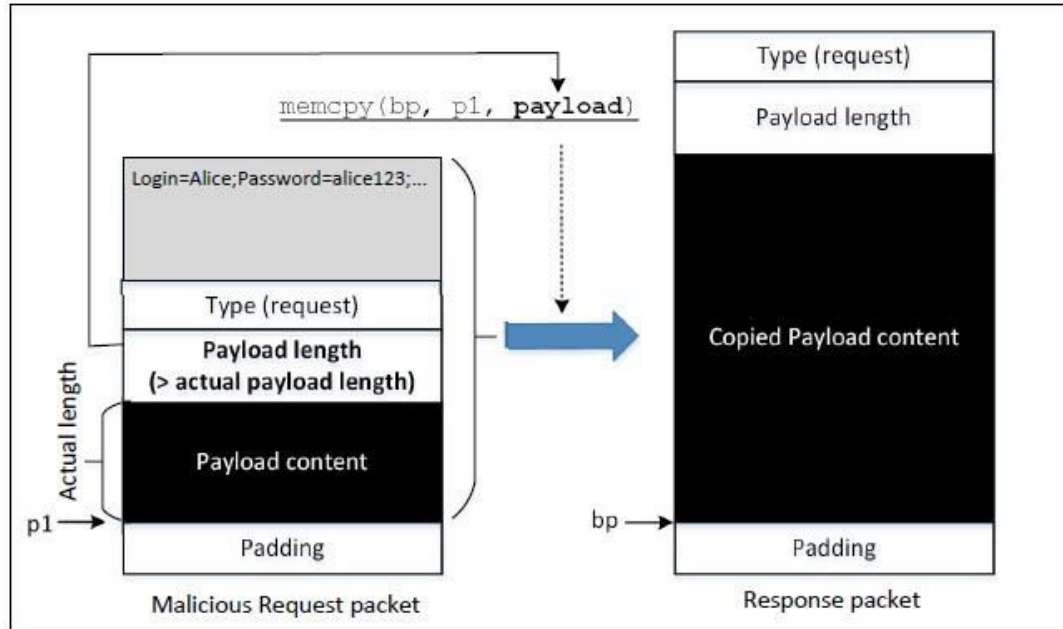 memcpy(bp, p1, payload)
Login=Alice;Password=alice123;...
Type (request)
Payload length
(> actual payload length)
Payload content
Padding
Actual length
p1
Malicious Request packet
Type (request)
Payload length
Copied Payload content
bp
Padding
Response packet